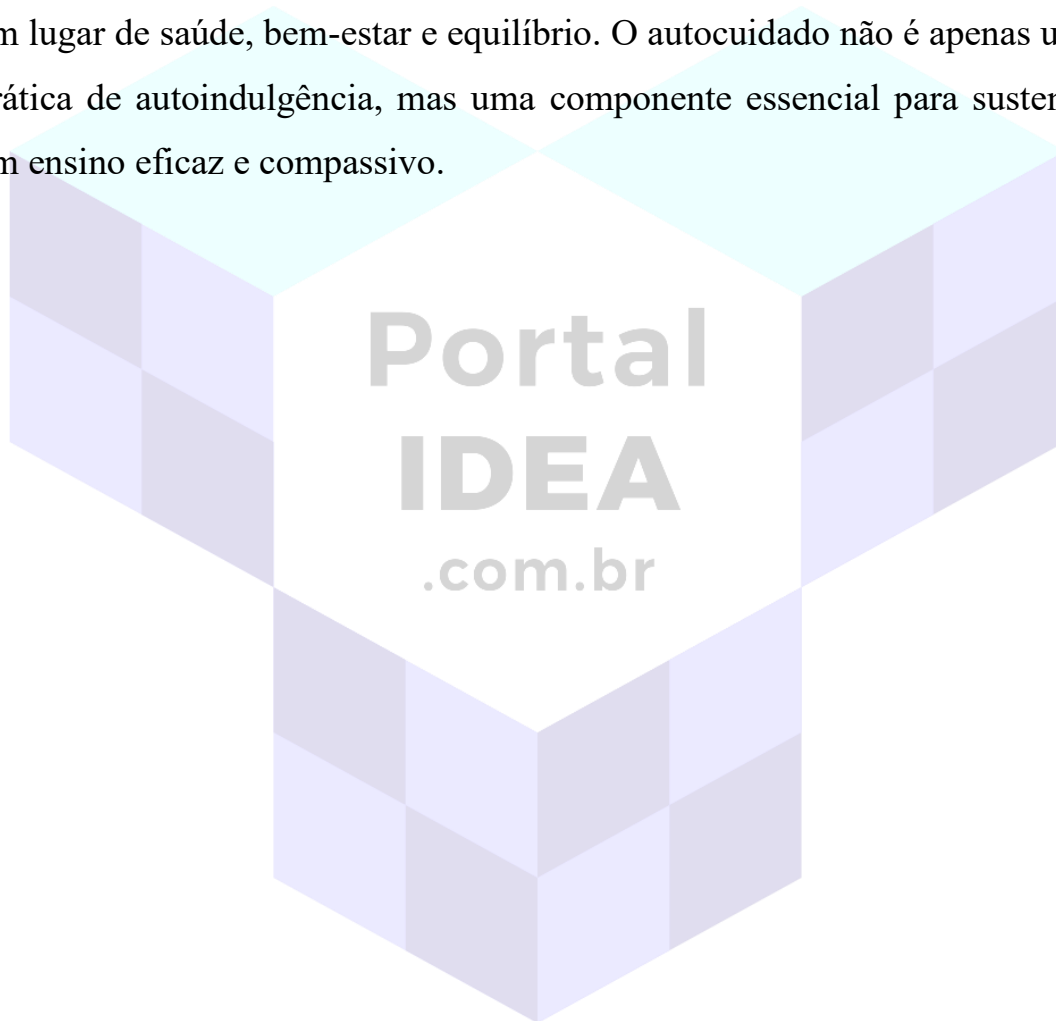 m lugar de saúde, bem-estar e equilíbrio. O autocuidado não é apenas u
rática de autoindulgência, mas uma componente essencial para susten
m ensino eficaz e compassivo.
Portal
IDEA
.com.br